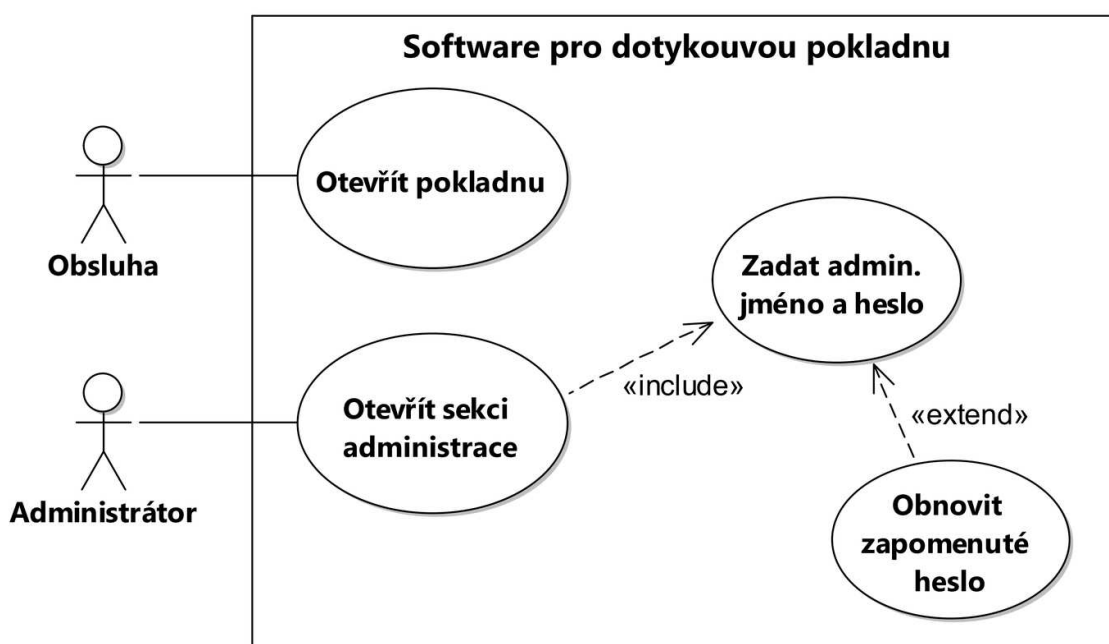 Software pro dotykouvou pokladnu
Otevřít pokladnu
Obsluha
Zadat admin.
jméno a heslo
«include»
Otevřít sekci
administrace
«extend»
Administrátor
Obnovit
zapomenuté
heslo